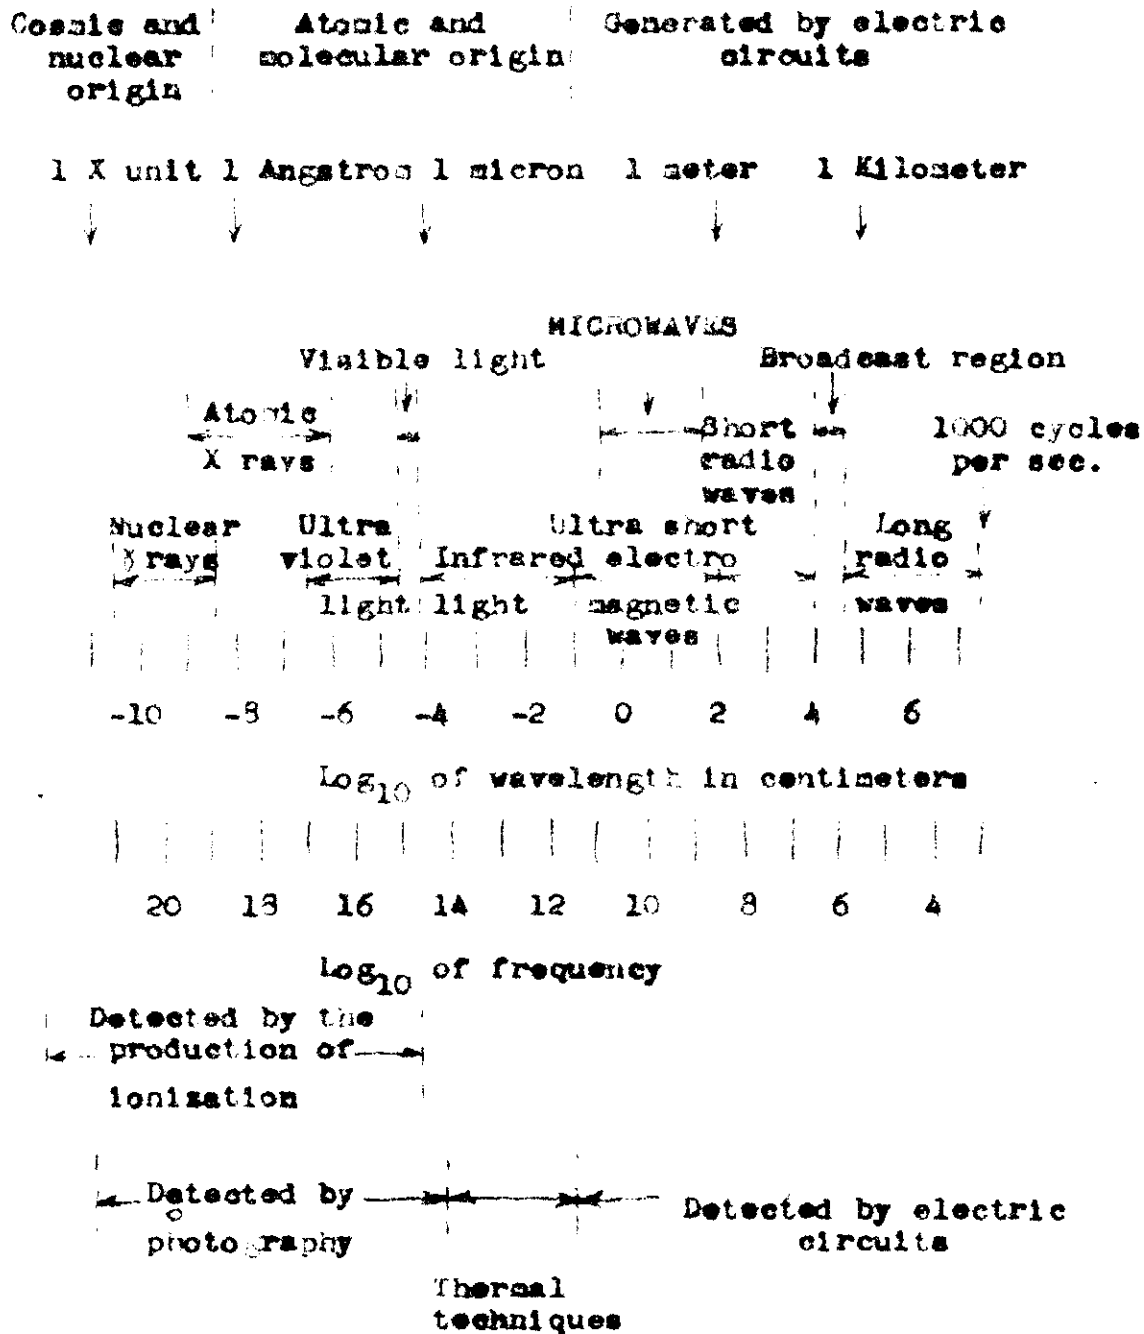 Cosmic and
nuclear
origin
Atomic and
molecular origin
Generated by electric
circuits
1 X unit 1 Angstrom 1 micron 1 meter 1 Kilometer
MICROWAVES
Visible light
Broadcast region
Atomic
X rays
Short
radio
waves
1000 cycles
per sec.
Nuclear
γ rays
Ultra
violet
light
Infrared
light
Ultra short
electro
magnetic
waves
Long
radio
waves
-10 -8 -6 -4 -2 0 2 4 6
Log10 of wavelength in centimeters
20 18 16 14 12 10 8 6 4
Log10 of frequency
Detected by the
production of
ionization
Detected by
photography
Detected by electric
circuits
Thermal
techniques